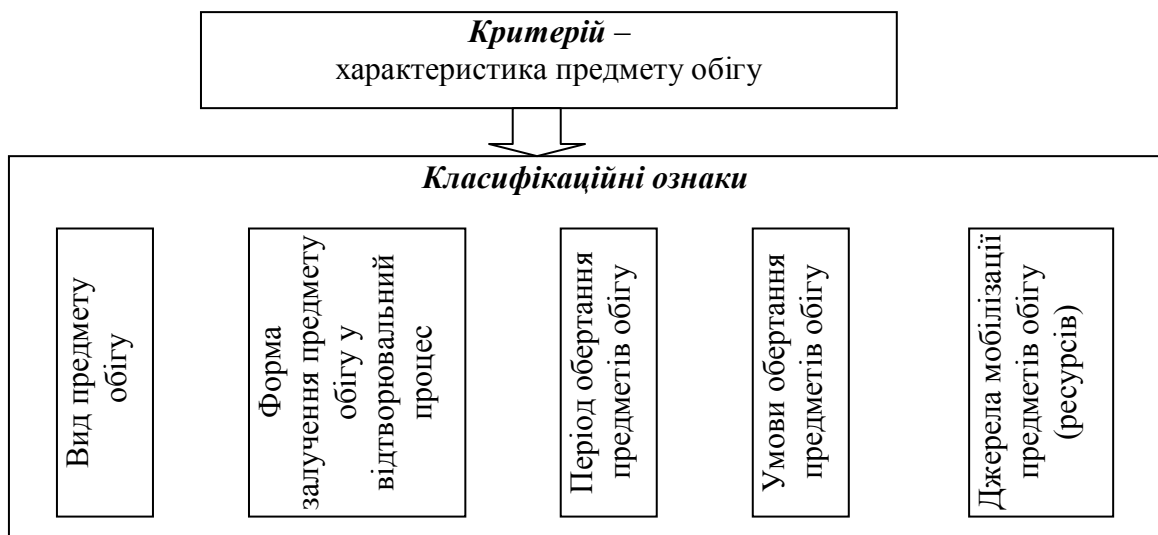 Критерій –
характеристика предмету обігу
Класифікаційні ознаки
Вид предмету
обігу
Форма
залучення предмету
обігу у
відтворювальний
процес
Період обертання
предметів обігу
Умови обертання
предметів обігу
Джерела мобілізації
предметів обігу
(ресурсів)